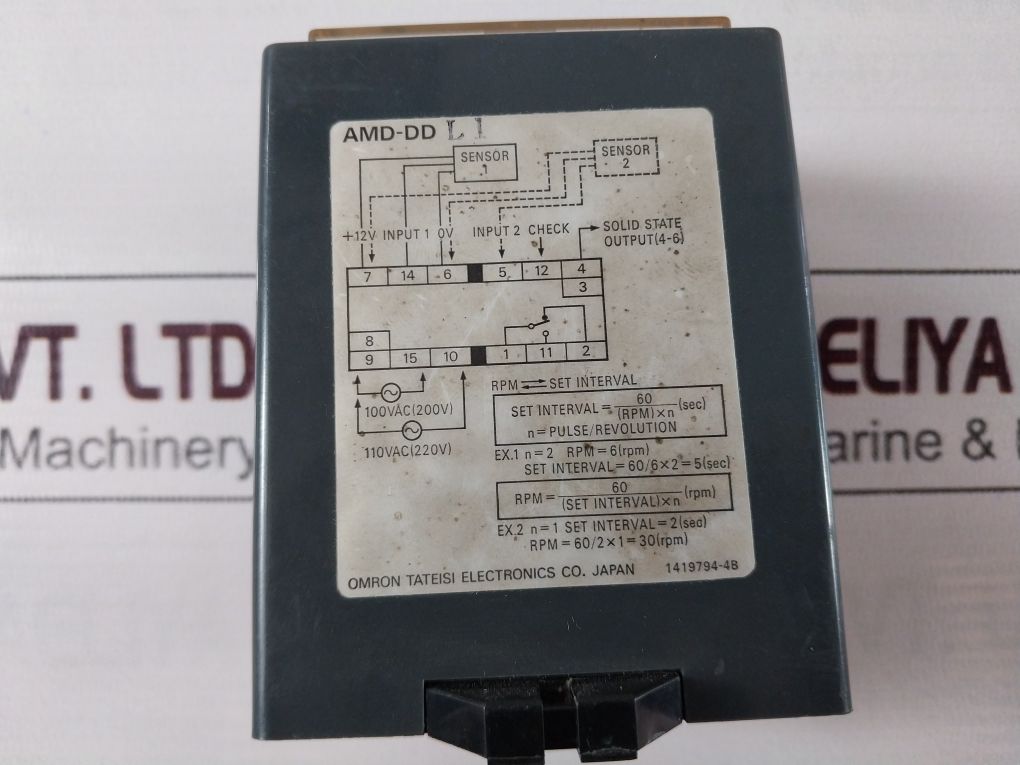 AMD-DD L1
SENSOR 1
SENSOR 2
+12V INPUT 1 0V INPUT 2 CHECK SOLID STATE OUTPUT(4-6)
7 14 6 5 12 4
3
8
9 15 10 1 11 2
100VAC(200V)
110VAC(220V)
RPM ⇄ SET INTERVAL
SET INTERVAL = 60/(RPM)×n (sec)
n=PULSE/REVOLUTION
EX.1 n=2 RPM=6(rpm)
SET INTERVAL=60/6×2=5(sec)
RPM= 60/(SET INTERVAL)×n (rpm)
EX.2 n=1 SET INTERVAL=2(sec)
RPM=60/2×1=30(rpm)
OMRON TATEISI ELECTRONICS CO. JAPAN 1419794-4B
VT. LTD ELIYA
Machinery arine &